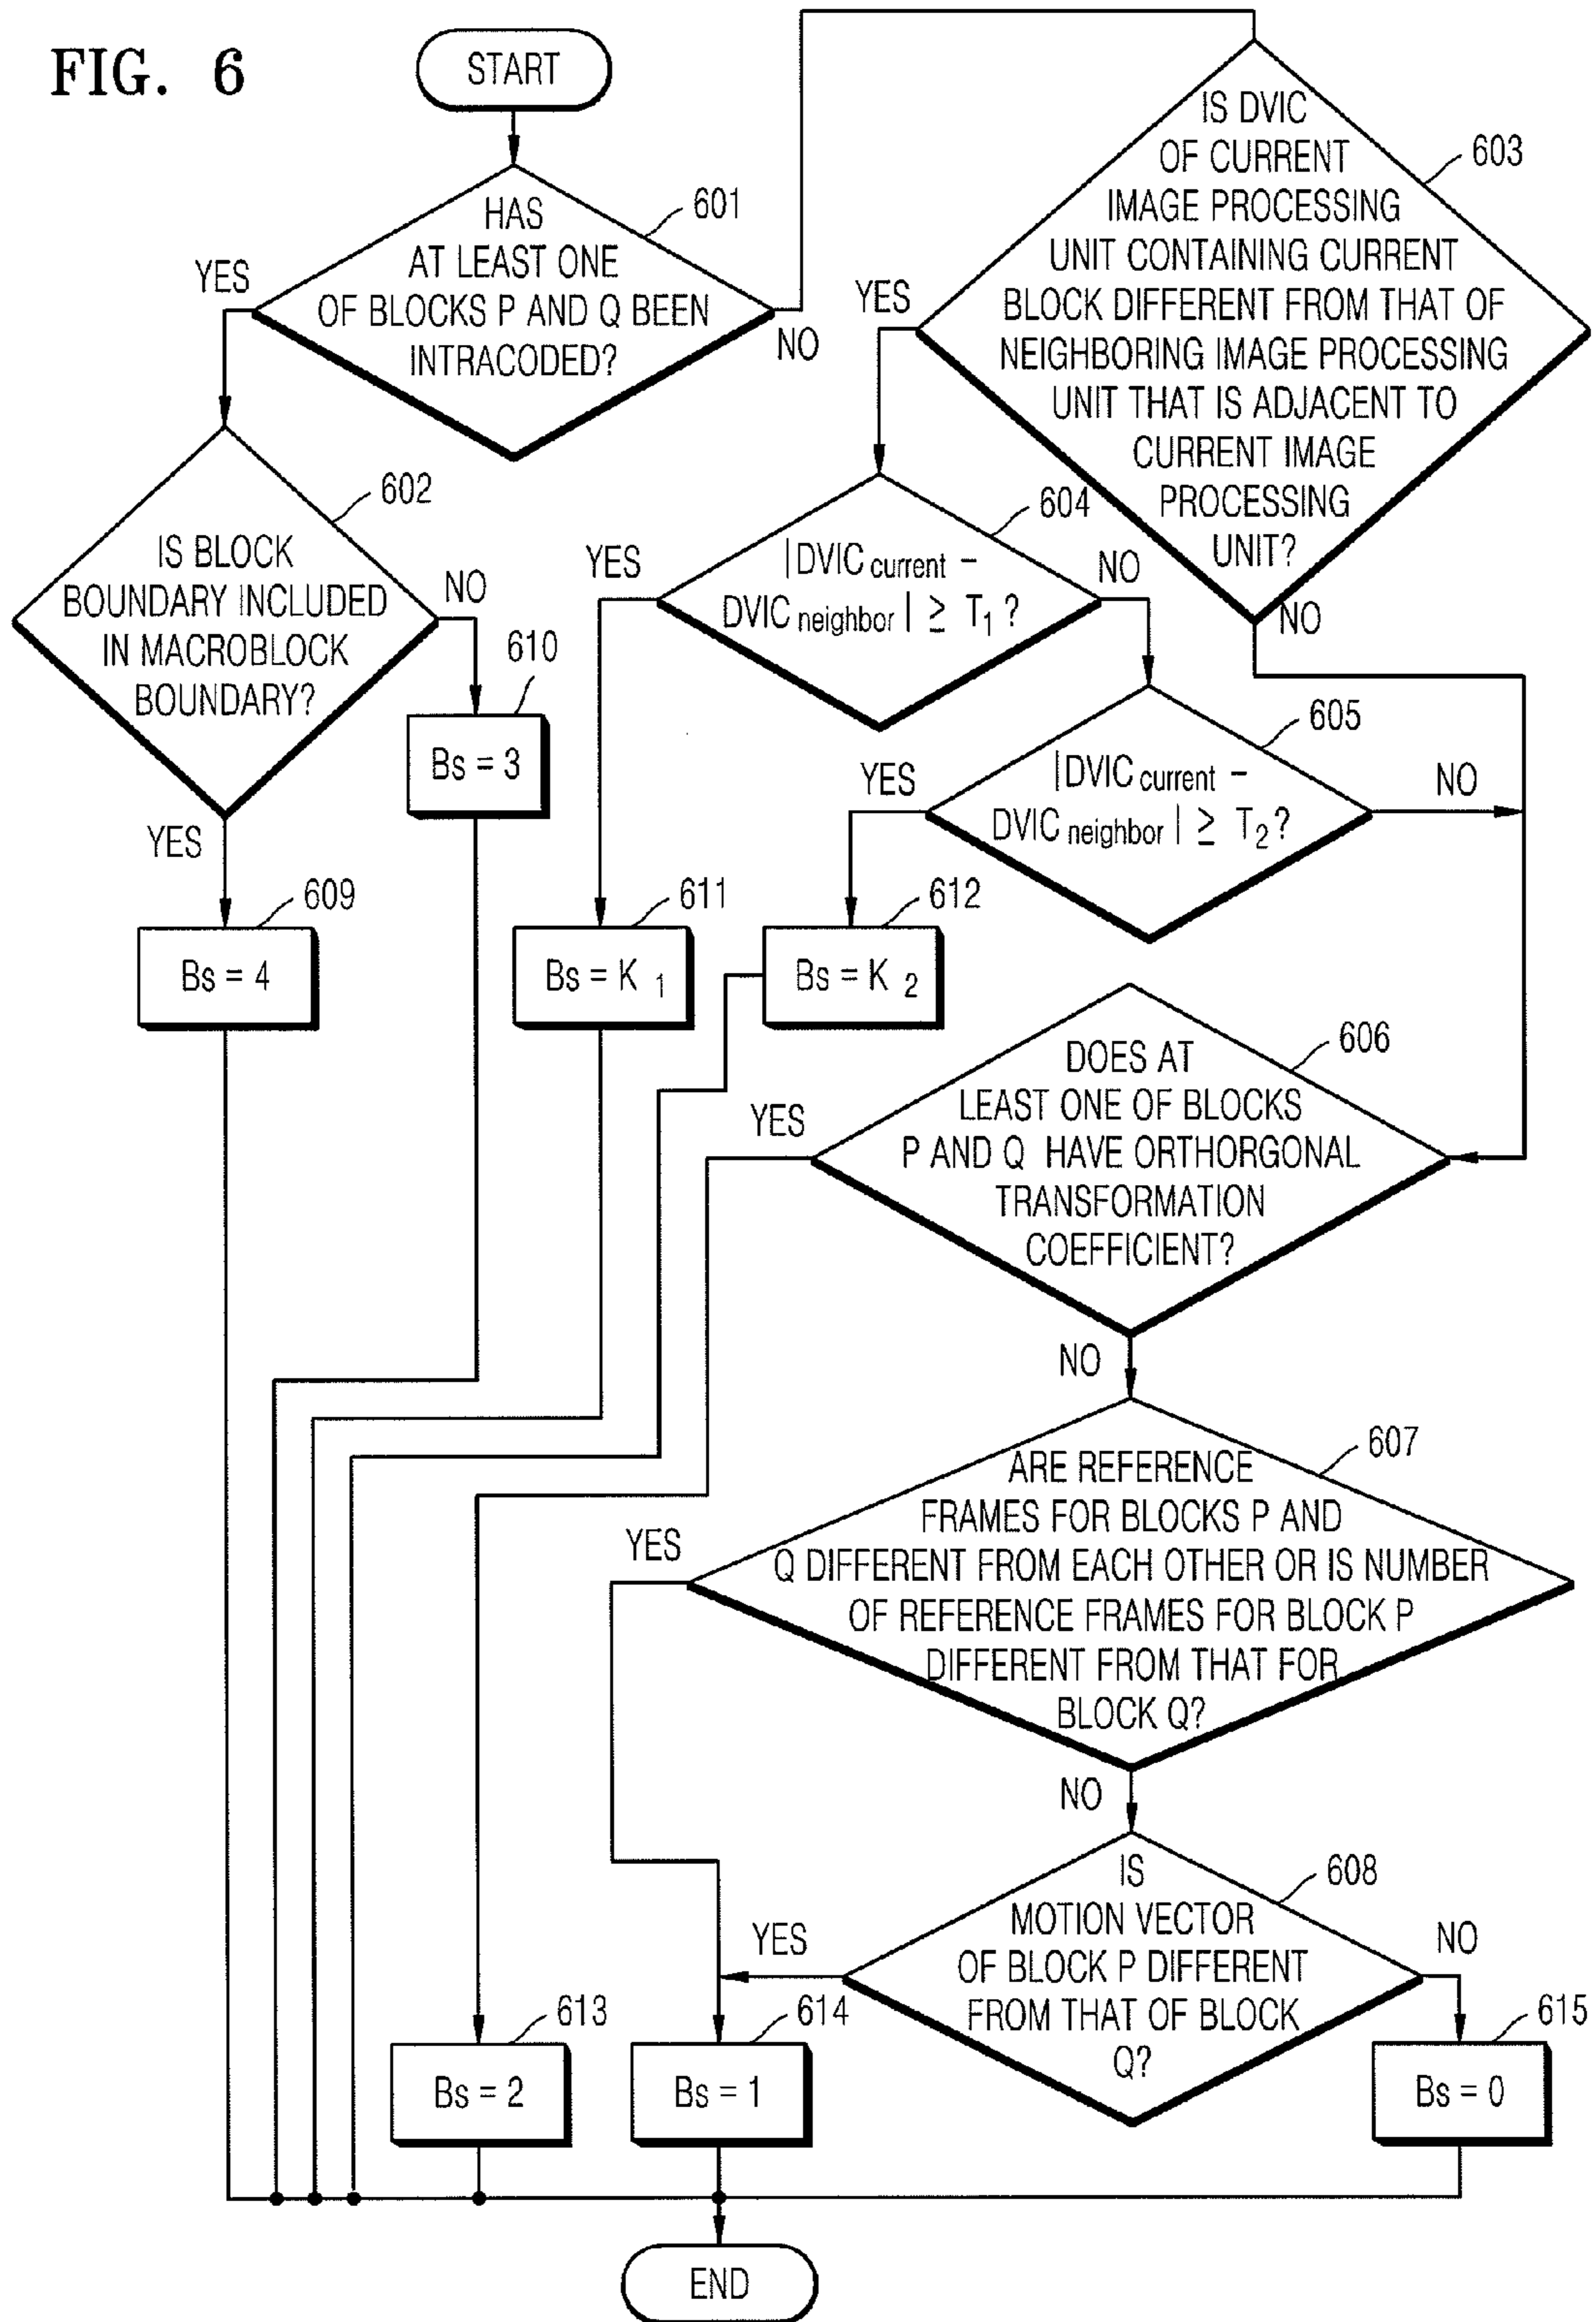 FIG. 6
START
HAS
AT LEAST ONE
OF BLOCKS P AND Q BEEN
INTRACODED?
601
YES
NO
IS DVIC
OF CURRENT
IMAGE PROCESSING
UNIT CONTAINING CURRENT
BLOCK DIFFERENT FROM THAT OF
NEIGHBORING IMAGE PROCESSING
UNIT THAT IS ADJACENT TO
CURRENT IMAGE
PROCESSING
UNIT?
603
YES
NO
IS BLOCK
BOUNDARY INCLUDED
IN MACROBLOCK
BOUNDARY?
602
NO
YES
610
Bs = 3
609
Bs = 4
|DVIC current –
DVIC neighbor | ≥ T1 ?
604
YES
NO
|DVIC current –
DVIC neighbor | ≥ T2 ?
605
YES
NO
611
Bs = K 1
612
Bs = K 2
DOES AT
LEAST ONE OF BLOCKS
P AND Q HAVE ORTHORGONAL
TRANSFORMATION
COEFFICIENT?
606
YES
NO
ARE REFERENCE
FRAMES FOR BLOCKS P AND
Q DIFFERENT FROM EACH OTHER OR IS NUMBER
OF REFERENCE FRAMES FOR BLOCK P
DIFFERENT FROM THAT FOR
BLOCK Q?
607
YES
NO
IS
MOTION VECTOR
OF BLOCK P DIFFERENT
FROM THAT OF BLOCK
Q?
608
YES
NO
613
Bs = 2
614
Bs = 1
615
Bs = 0
END